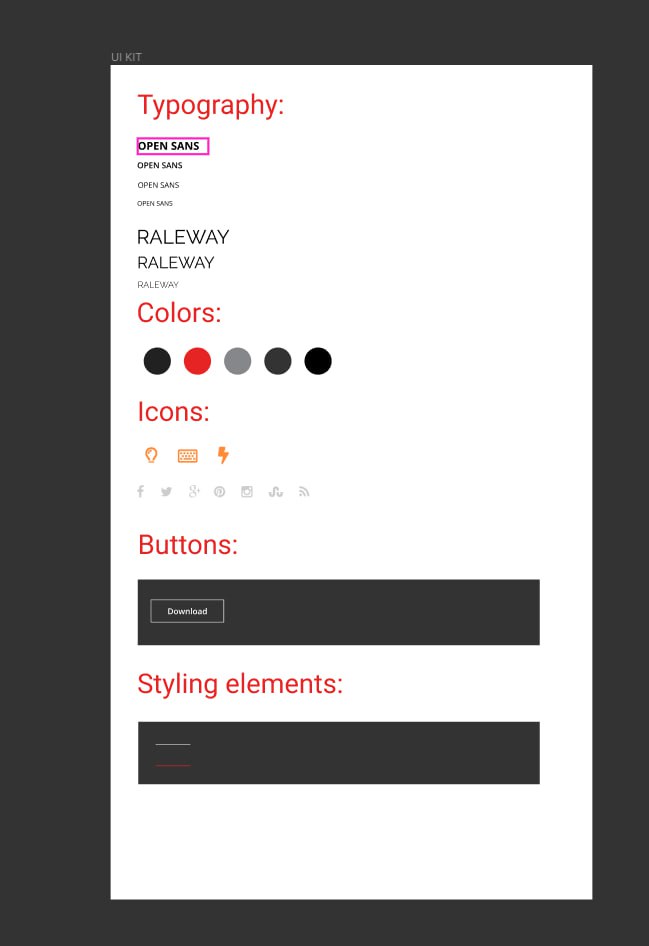 UI KIT
Typography:
OPEN SANS
OPEN SANS
OPEN SANS
OPEN SANS
RALEWAY
RALEWAY
RALEWAY
Colors:
Icons:
Buttons:
Download
Styling elements: